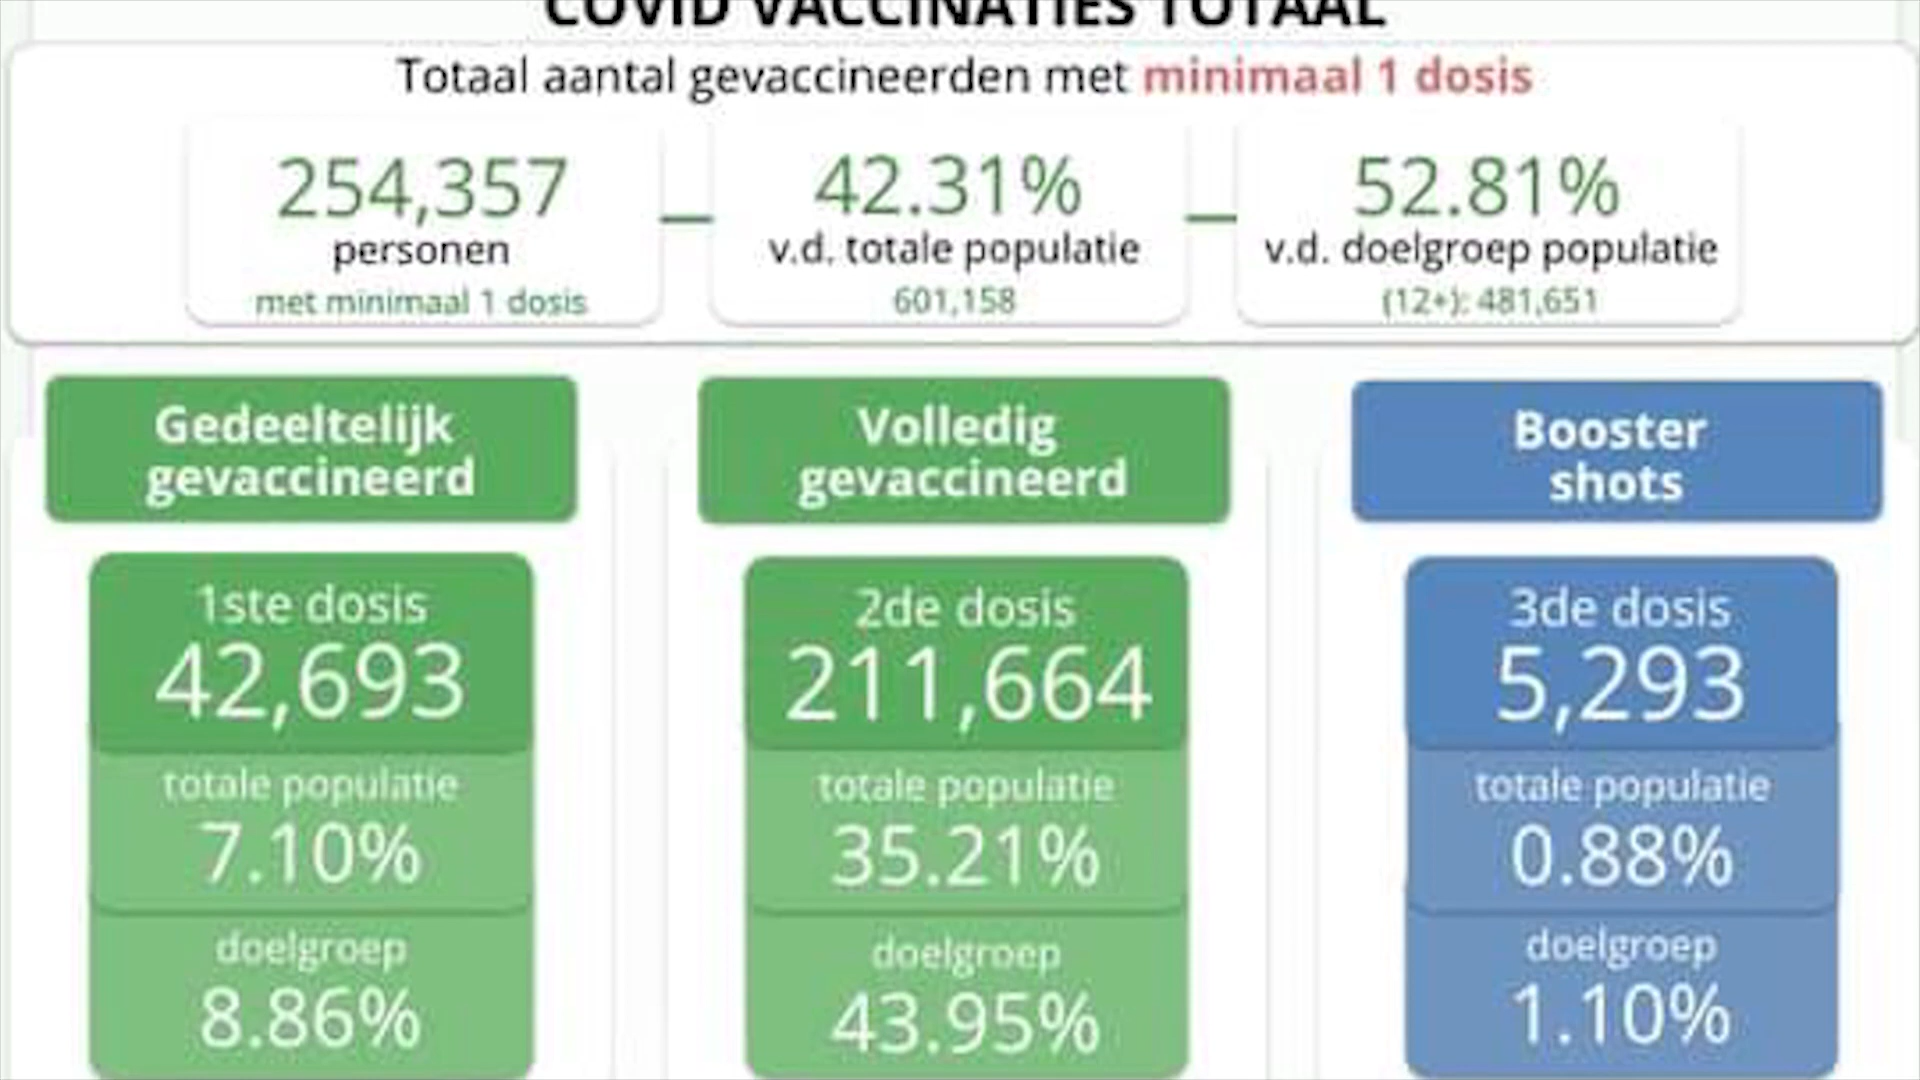 COVID VACCINATIES TOTAAL
Totaal aantal gevaccineerden met minimaal 1 dosis
254,357
personen
met minimaal 1 dosis
42.31%
v.d. totale populatie
601,158
52.81%
v.d. doelgroep populatie
(12+): 481,651
Gedeeltelijk
gevaccineerd
1ste dosis
42,693
totale populatie
7.10%
doelgroep
8.86%
Volledig
gevaccineerd
2de dosis
211,664
totale populatie
35.21%
doelgroep
43.95%
Booster
shots
3de dosis
5,293
totale populatie
0.88%
doelgroep
1.10%